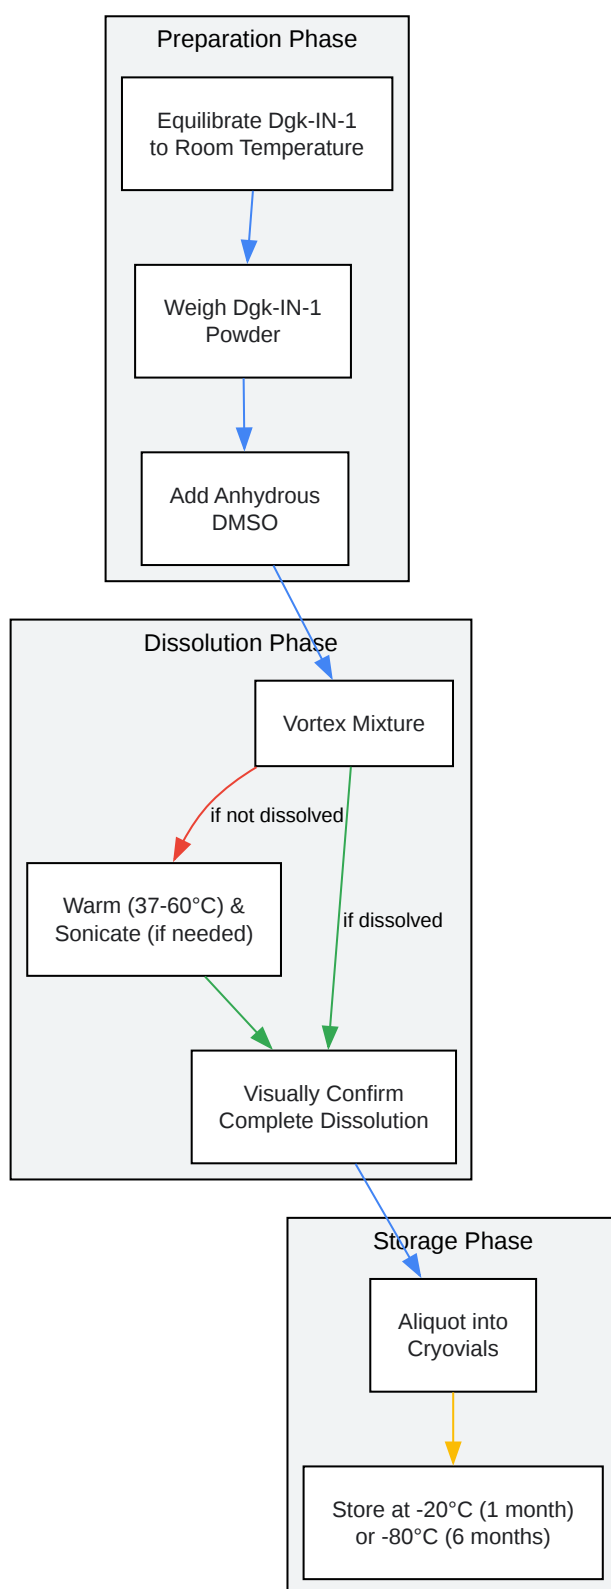 Preparation Phase
Equilibrate Dgk-IN-1
to Room Temperature
Weigh Dgk-IN-1
Powder
Add Anhydrous
DMSO
Dissolution Phase
Vortex Mixture
if not dissolved
Warm (37-60°C) &
Sonicate (if needed)
if dissolved
Visually Confirm
Complete Dissolution
Storage Phase
Aliquot into
Cryovials
Store at -20°C (1 month)
or -80°C (6 months)